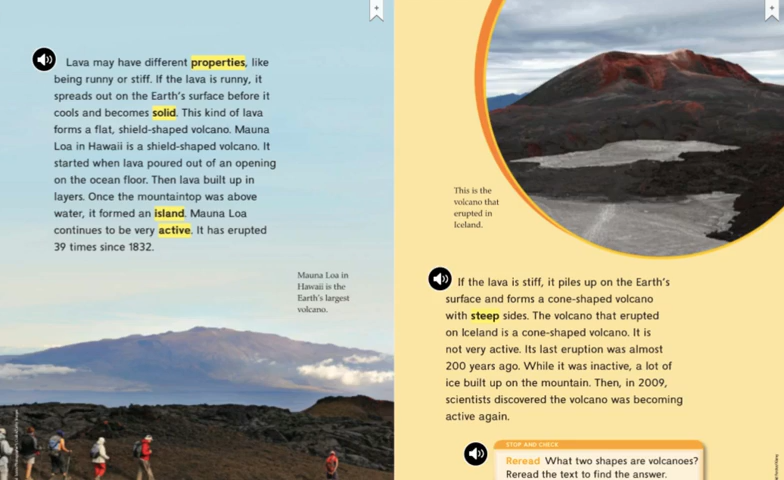 Lava may have different properties, like
being runny or stiff. If the lava is runny, it
spreads out on the Earth's surface before it
cools and becomes solid. This kind of lava
forms a flat, shield-shaped volcano. Mauna
Loa in Hawaii is a shield-shaped volcano. It
started when lava poured out of an opening
on the ocean floor. Then lava built up in
layers. Once the mountaintop was above
water, it formed an island. Mauna Loa
continues to be very active. It has erupted
39 times since 1832.
Mauna Loa in
Hawaii is the
Earth's largest
volcano.
This is the
volcano that
erupted in
Iceland.
If the lava is stiff, it piles up on the Earth's
surface and forms a cone-shaped volcano
with steep sides. The volcano that erupted
on Iceland is a cone-shaped volcano. It is
not very active. Its last eruption was almost
200 years ago. While it was inactive, a lot of
ice built up on the mountain. Then, in 2009,
scientists discovered the volcano was becoming
active again.
STOP AND CHECK
Reread What two shapes are volcanoes?
Reread the text to find the answer.